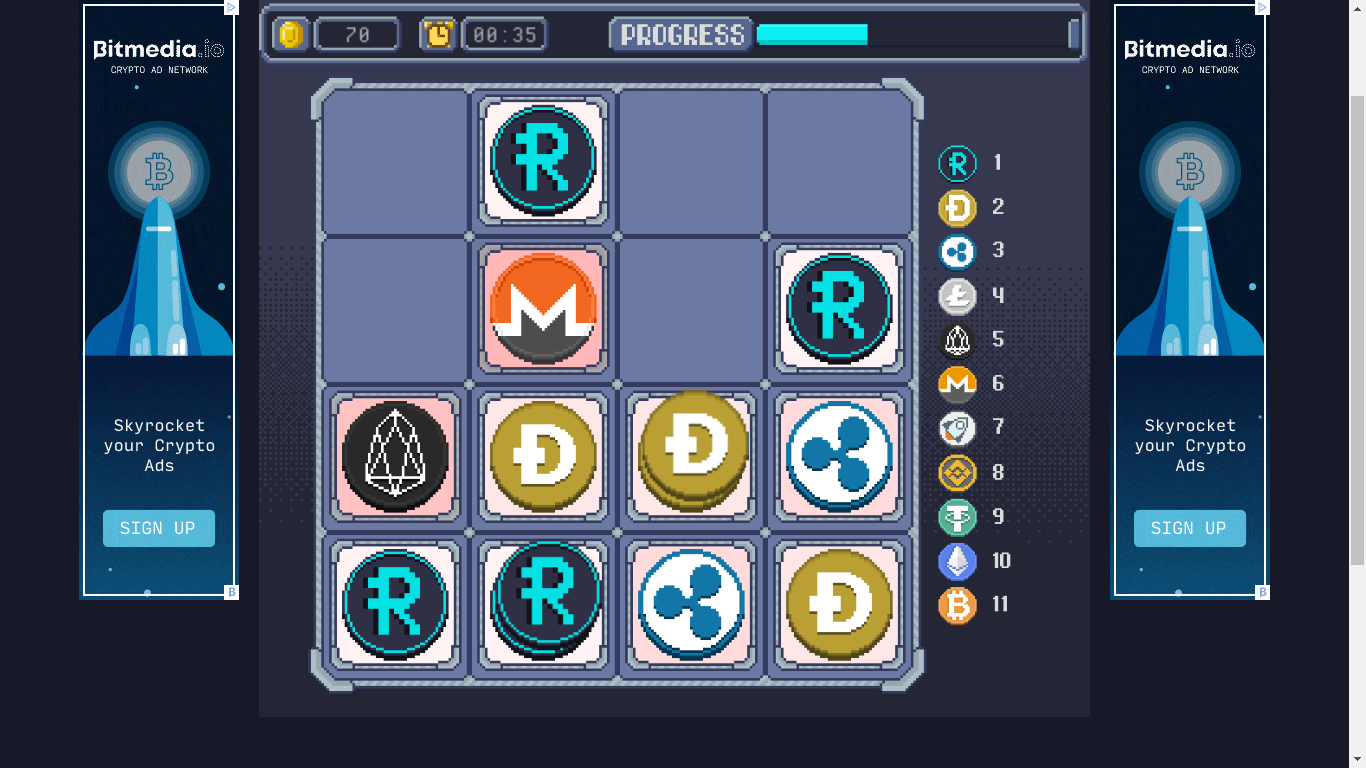 Bitmedia.io
CRYPTO AD NETWORK
Skyrocket
your Crypto
Ads
SIGN UP
B
70
00:35
PROGRESS
1
2
3
4
5
6
7
8
9
10
11
Bitmedia.io
CRYPTO AD NETWORK
Skyrocket
your Crypto
Ads
SIGN UP
B